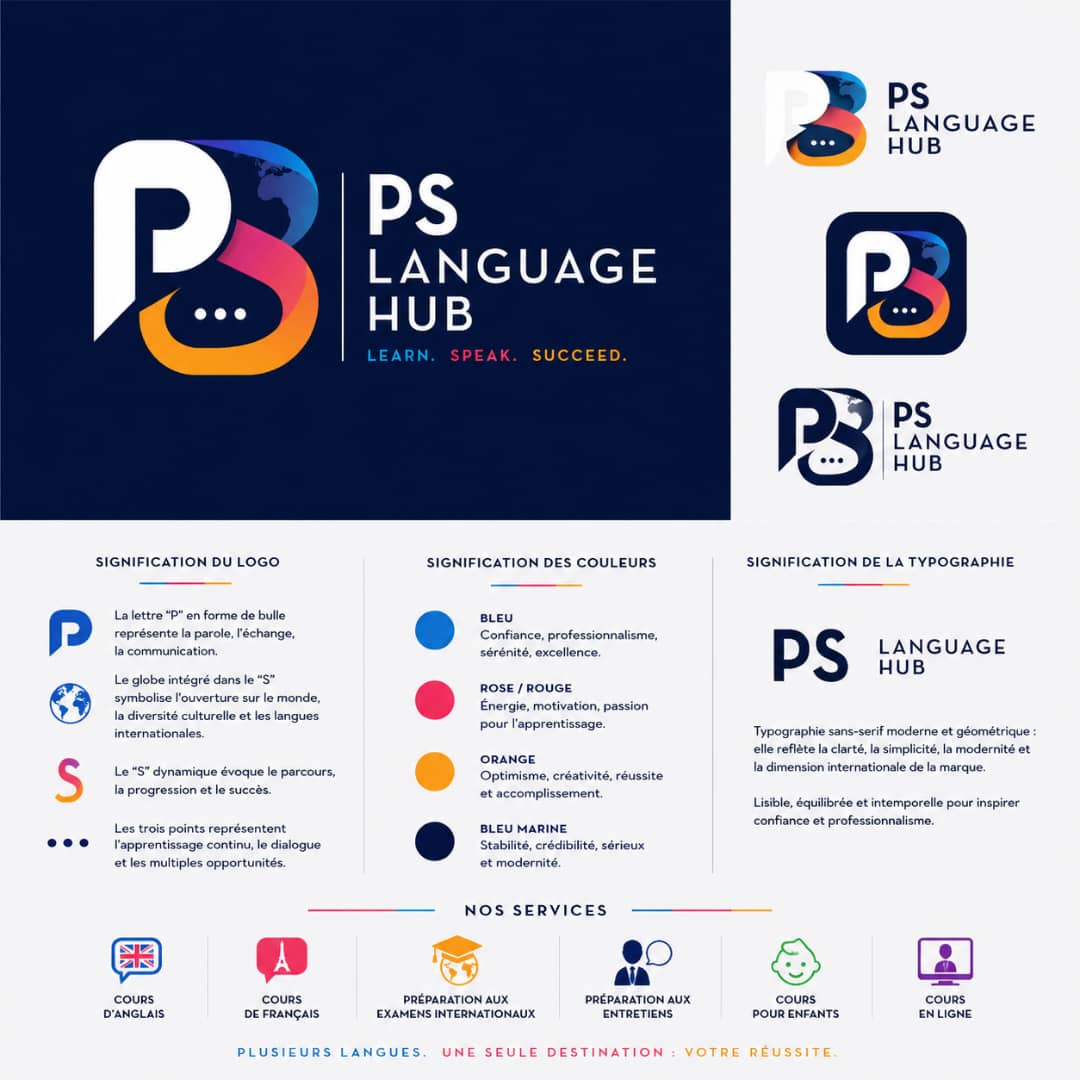 PS
LANGUAGE
HUB
LEARN. SPEAK. SUCCEED.
PS
LANGUAGE
HUB
PS
LANGUAGE
HUB
SIGNIFICATION DU LOGO
La lettre “P” en forme de bulle
représente la parole, l'échange,
la communication.
Le globe intégré dans le “S”
symbolise l'ouverture sur le monde,
la diversité culturelle et les langues
internationales.
S
Le “S” dynamique évoque le parcours,
la progression et le succès.
Les trois points représentent
l'apprentissage continu, le dialogue
et les multiples opportunités.
SIGNIFICATION DES COULEURS
BLEU
Confiance, professionnalisme,
sérénité, excellence.
ROSE / ROUGE
Énergie, motivation, passion
pour l'apprentissage.
ORANGE
Optimisme, créativité, réussite
et accomplissement.
BLEU MARINE
Stabilité, crédibilité, sérieux
et modernité.
SIGNIFICATION DE LA TYPOGRAPHIE
PS LANGUAGE
HUB
Typographie sans-serif moderne et géométrique :
elle reflète la clarté, la simplicité, la modernité et
la dimension internationale de la marque.
Lisible, équilibrée et intemporelle pour inspirer
confiance et professionnalisme.
NOS SERVICES
COURS
D'ANGLAIS
COURS
DE FRANÇAIS
PRÉPARATION AUX
EXAMENS INTERNATIONAUX
PRÉPARATION AUX
ENTRETIENS
COURS
POUR ENFANTS
COURS
EN LIGNE
PLUSIEURS LANGUES. UNE SEULE DESTINATION : VOTRE RÉUSSITE.